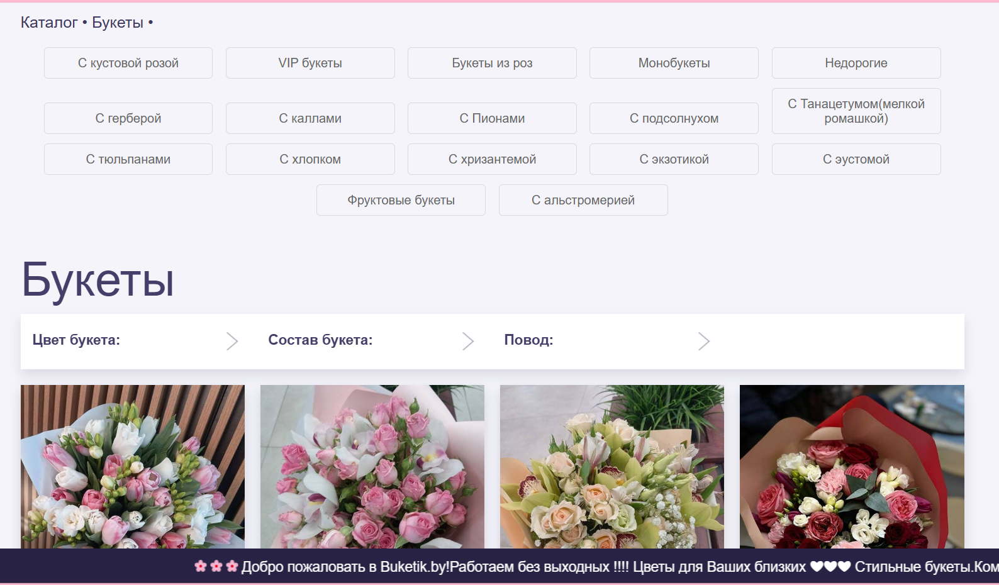 Каталог • Букеты •
С кустовой розой
VIP букеты
Букеты из роз
Монобукеты
Недорогие
С герберой
С каллами
С Пионами
С подсолнухом
С Танацетумом(мелкой
ромашкой)
С тюльпанами
С хлопком
С хризантемой
С экзотикой
С эустомой
Фруктовые букеты
С альстромерией
Букеты
Цвет букета:
Состав букета:
Повод:
🌸 🌸 🌸 Добро пожаловать в Buketik.by!Работаем без выходных !!!! Цветы для Ваших близких 🤍🤍🤍 Стильные букеты.Ком